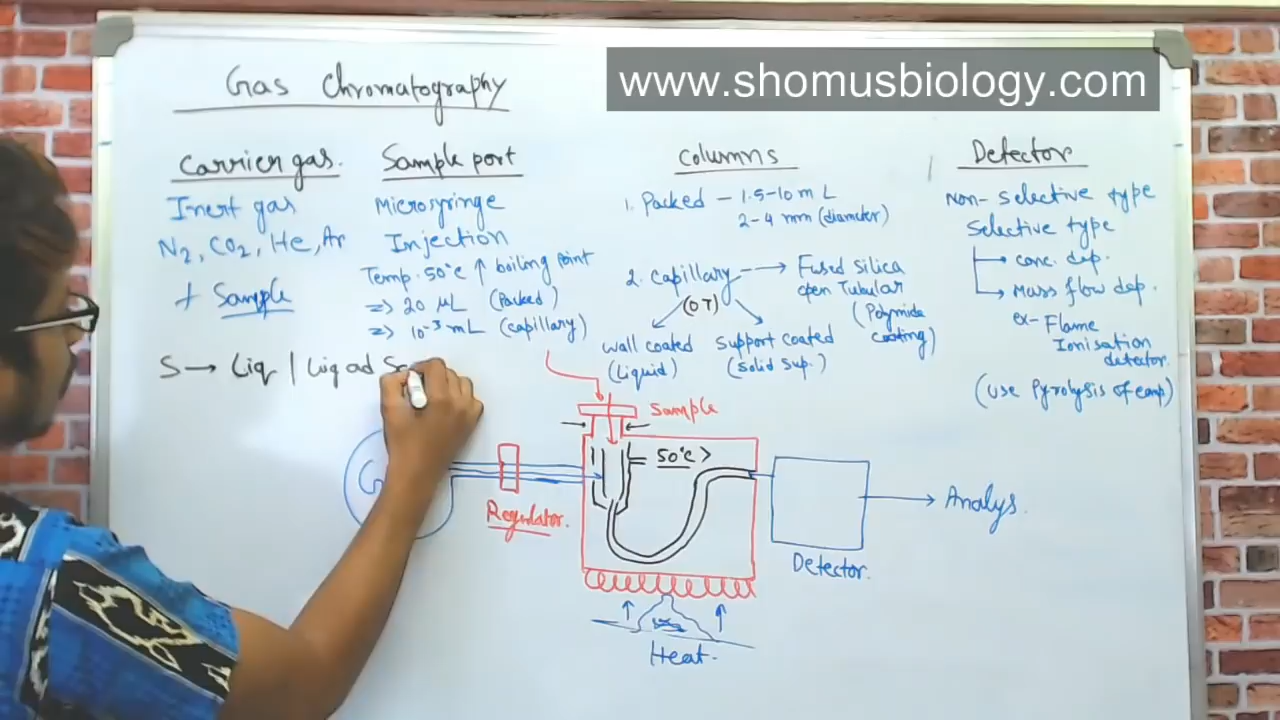 www.shomusbiology.com
Gas Chromatography
Carrier gas.
Inert gas
N2, CO2, He, Ar
+ Sample
Sample port
Microsyringe
Injection
Temp. 50°C ↑ boiling point
=> 20 μL (Packed)
=> 10-3 mL (capillary)
S → Liq | Liq ad
Columns
1. Packed – 1.5-10 m L
2-4 mm (diameter)
2. Capillary → Fused silica
open Tubular
(OT)
(Polymide
coating)
wall coated
(Liquid)
Support coated
(Solid Sup.)
Detector
Non-Selective type
Selective type
→ conc. dep.
→ Mass flow dep.
ex- Flame
Ionisation
detector.
(Use Pyrolysis of comp)
Sample
50°C >
Regulator.
Detector.
Analys.
Heat.